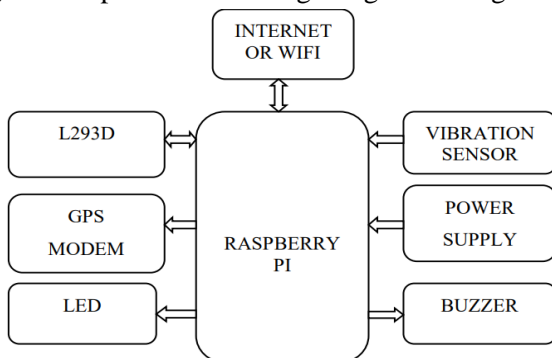 INTERNET
OR WIFI
L293D
VIBRATION
SENSOR
GPS
MODEM
POWER
SUPPLY
RASPBERRY
PI
LED
BUZZER